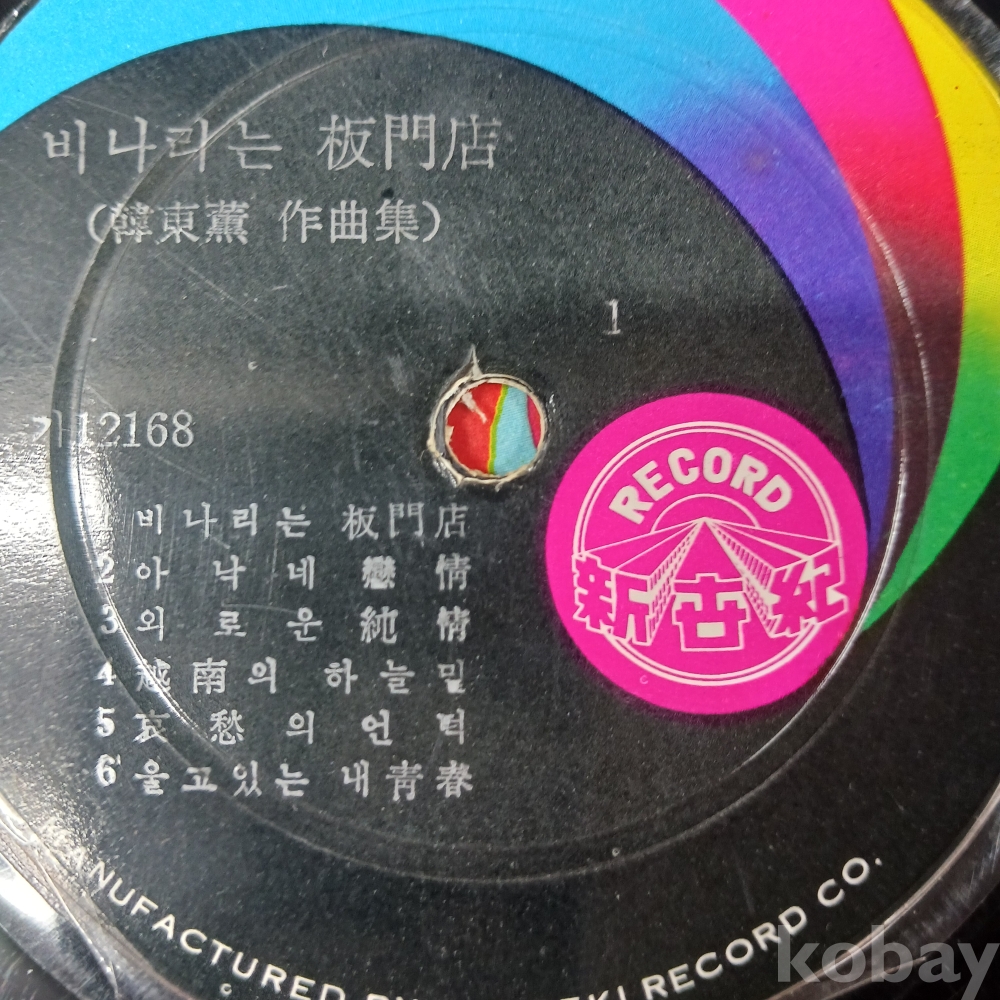 비나라는 板門店
(韓東薰 作曲集)
1
가12168
1 비나리는 板門店
2 아낙네 戀情
3 외로운 純情
4 越南의 하늘밑
5 哀愁의 언덕
6 울고있는 내靑春
RECORD
新世紀
MANUFACTURED RECORD CO.
kobay